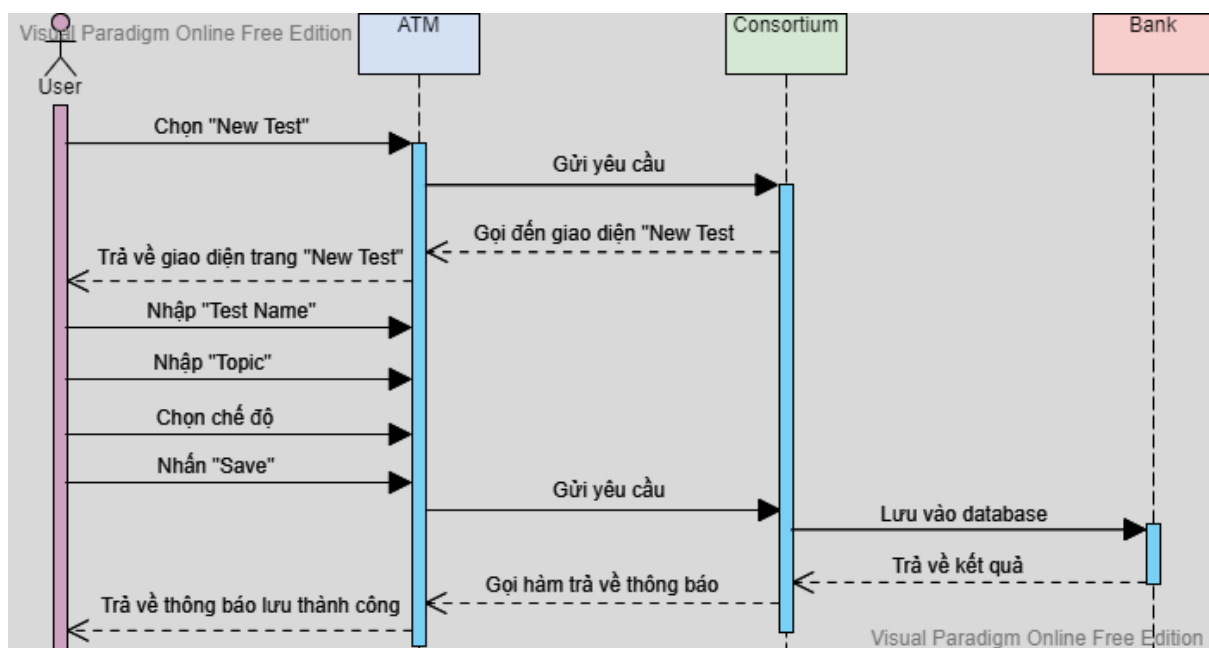 Visual Paradigm Online Free Edition
ATM
Consortium
Bank
User
Chọn "New Test"
Gửi yêu cầu
Gọi đến giao diện "New Test
Trả về giao diện trang "New Test"
Nhập "Test Name"
Nhập "Topic"
Chọn chế độ
Nhấn "Save"
Gửi yêu cầu
Lưu vào database
Trả về kết quả
Gọi hàm trả về thông báo
Trả về thông báo lưu thành công
Visual Paradigm Online Free Edition